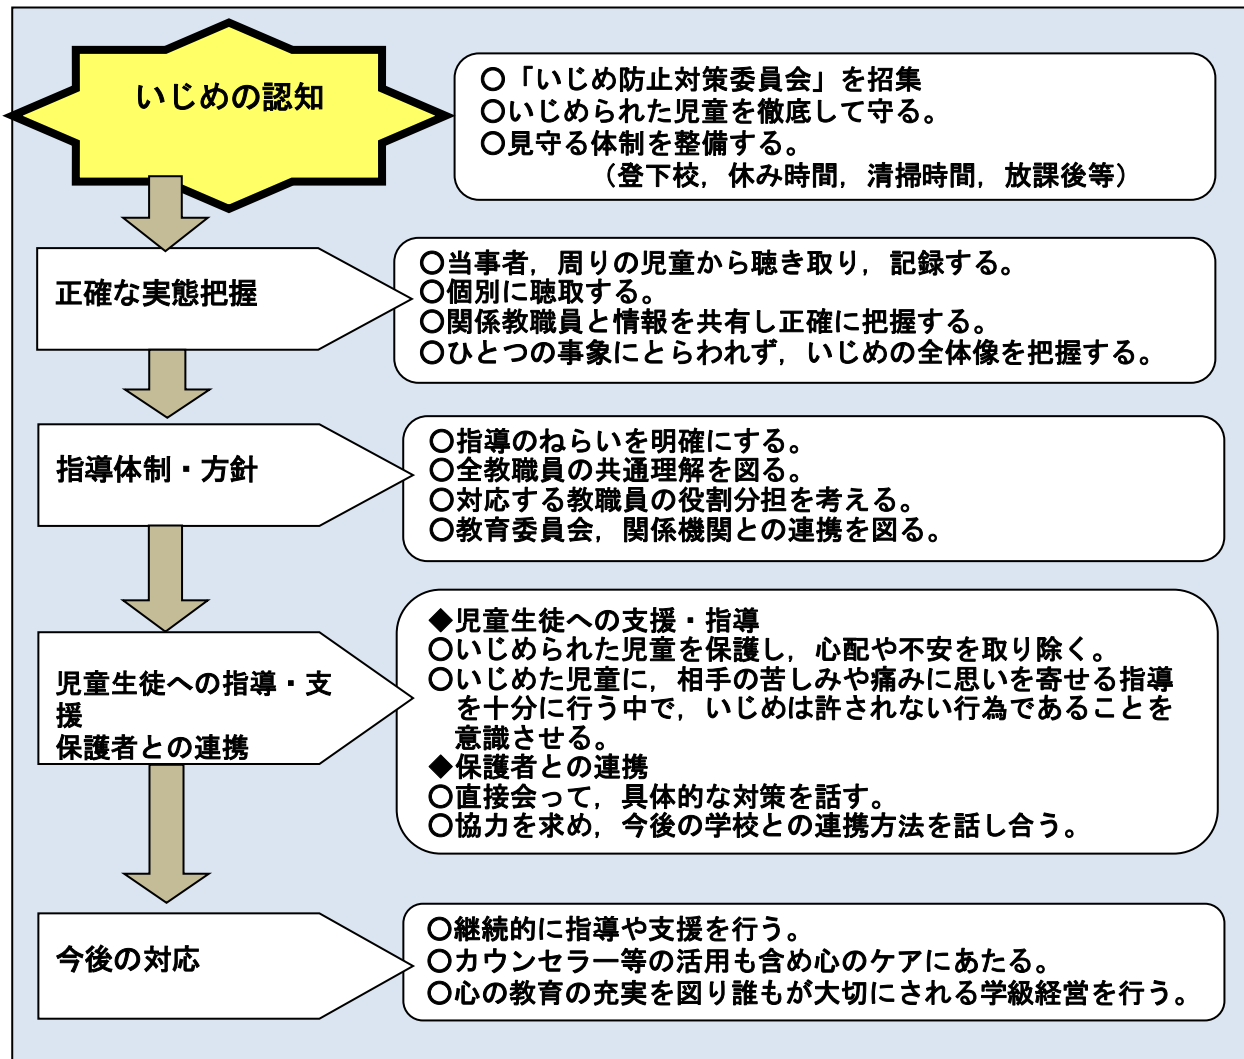 いじめの認知
○「いじめ防止対策委員会」を招集
○いじめられた児童を徹底して守る。
○見守る体制を整備する。
（登下校，休み時間，清掃時間，放課後等）
正確な実態把握
○当事者，周りの児童から聴き取り，記録する。
○個別に聴取する。
○関係教職員と情報を共有し正確に把握する。
○ひとつの事象にとらわれず，いじめの全体像を把握する。
指導体制・方針
○指導のねらいを明確にする。
○全教職員の共通理解を図る。
○対応する教職員の役割分担を考える。
○教育委員会，関係機関との連携を図る。
児童生徒への指導・支
援
保護者との連携
◆児童生徒への支援・指導
○いじめられた児童を保護し，心配や不安を取り除く。
○いじめた児童に，相手の苦しみや痛みに思いを寄せる指導
を十分に行う中で，いじめは許されない行為であることを
意識させる。
◆保護者との連携
○直接会って，具体的な対策を話す。
○協力を求め，今後の学校との連携方法を話し合う。
今後の対応
○継続的に指導や支援を行う。
○カウンセラー等の活用も含め心のケアにあたる。
○心の教育の充実を図り誰もが大切にされる学級経営を行う。